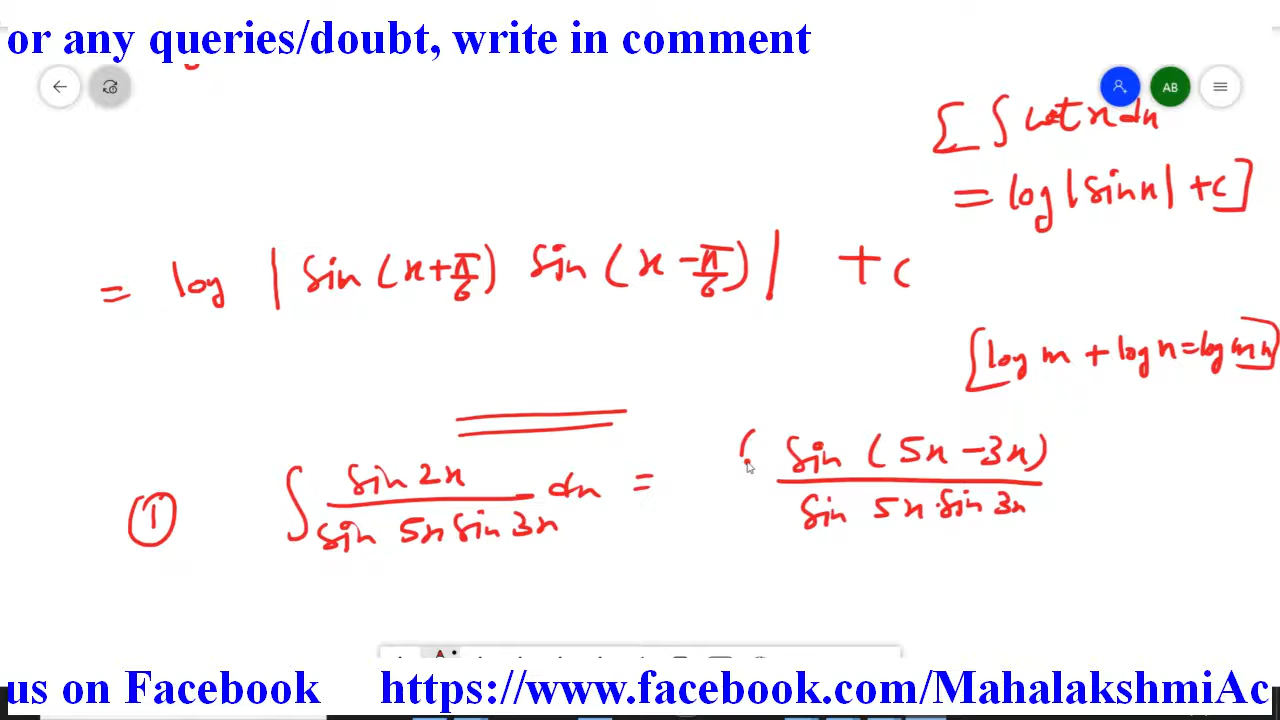 or any queries/doubt, write in comment
AB
[∫ cot x dx
= log |sin x| + c]
= log | sin (x + π/6) sin (x − π/6) | + c
[log m + log n = log mn]
① ∫ sin 2x / sin 5x sin 3x dx = ( sin (5x − 3x) / sin 5x · sin 3x
us on Facebook https://www.facebook.com/MahalakshmiAc